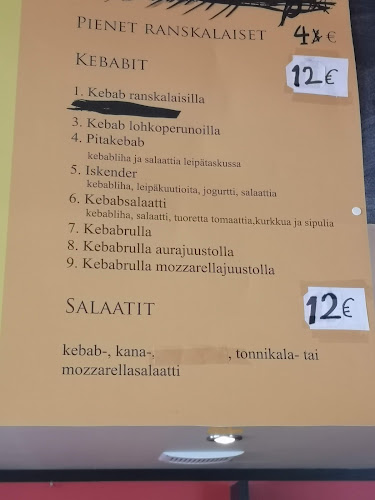 PIENET RANSKALAISET 4 €
KEBABIT 12€
1. Kebab ranskalaisilla
3. Kebab lohkoperunoilla
4. Pitakebab
kebabliha ja salaattia leipätaskussa
5. Iskender
kebabliha, leipäkuutioita, jogurtti, salaattia
6. Kebabsalaatti
kebabliha, salaatti, tuoretta tomaattia,kurkkua ja sipulia
7. Kebabrulla
8. Kebabrulla aurajuustolla
9. Kebabrulla mozzarellajuustolla
SALAATIT 12€
kebab-, kana-, , tonnikala- tai
mozzarellasalaatti